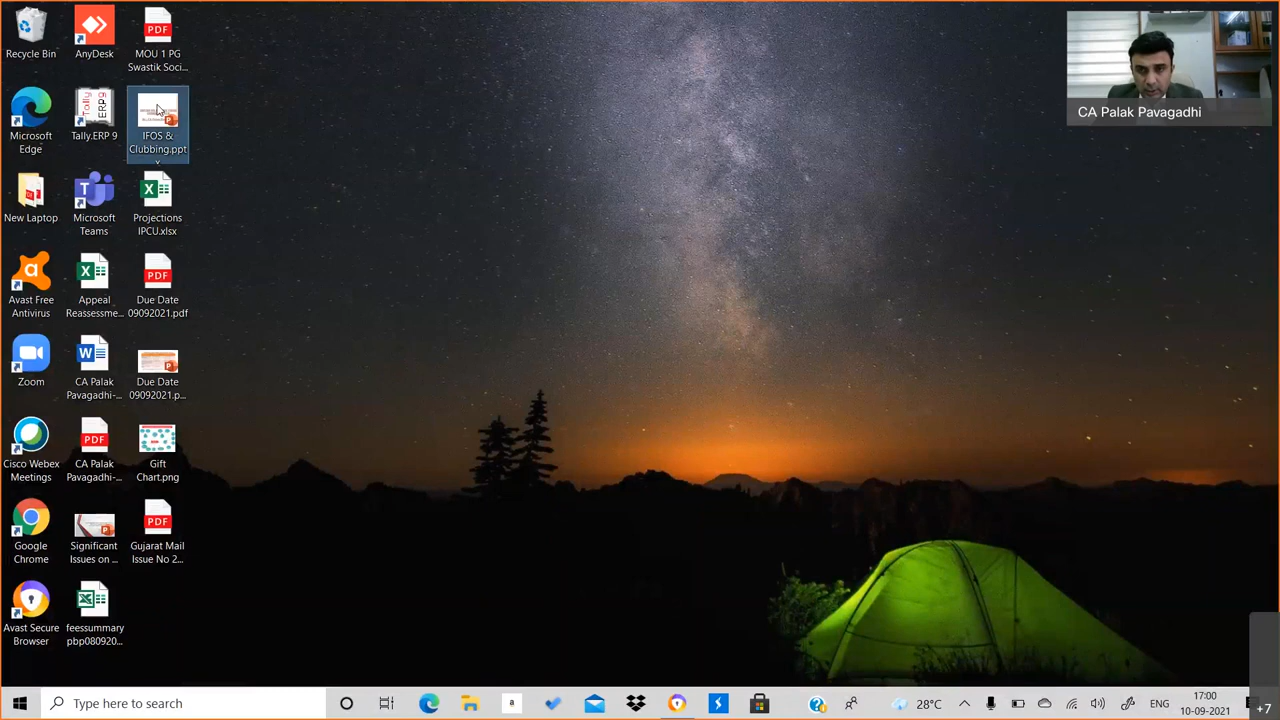 Recycle Bin
AnyDesk
MOU 1 PG
Swastik Soci...
Microsoft
Edge
Tally.ERP 9
IFOS &
Clubbing.ppt
New Laptop
Microsoft
Teams
Projections
IPCU.xlsx
Avast Free
Antivirus
Appeal
Reassessme...
Due Date
09092021.pdf
Zoom
CA Palak
Pavagadhi-...
Due Date
09092021.p...
Cisco Webex
Meetings
CA Palak
Pavagadhi-...
Gift
Chart.png
Google
Chrome
Significant
Issues on ...
Gujarat Mail
Issue No 2...
Avast Secure
Browser
feessummary
pbp080920...
PDF
Tally
ERP9
PDF
PDF
PDF
CA Palak Pavagadhi
Type here to search
28°C
ENG
17:00
10-09-2021
+7